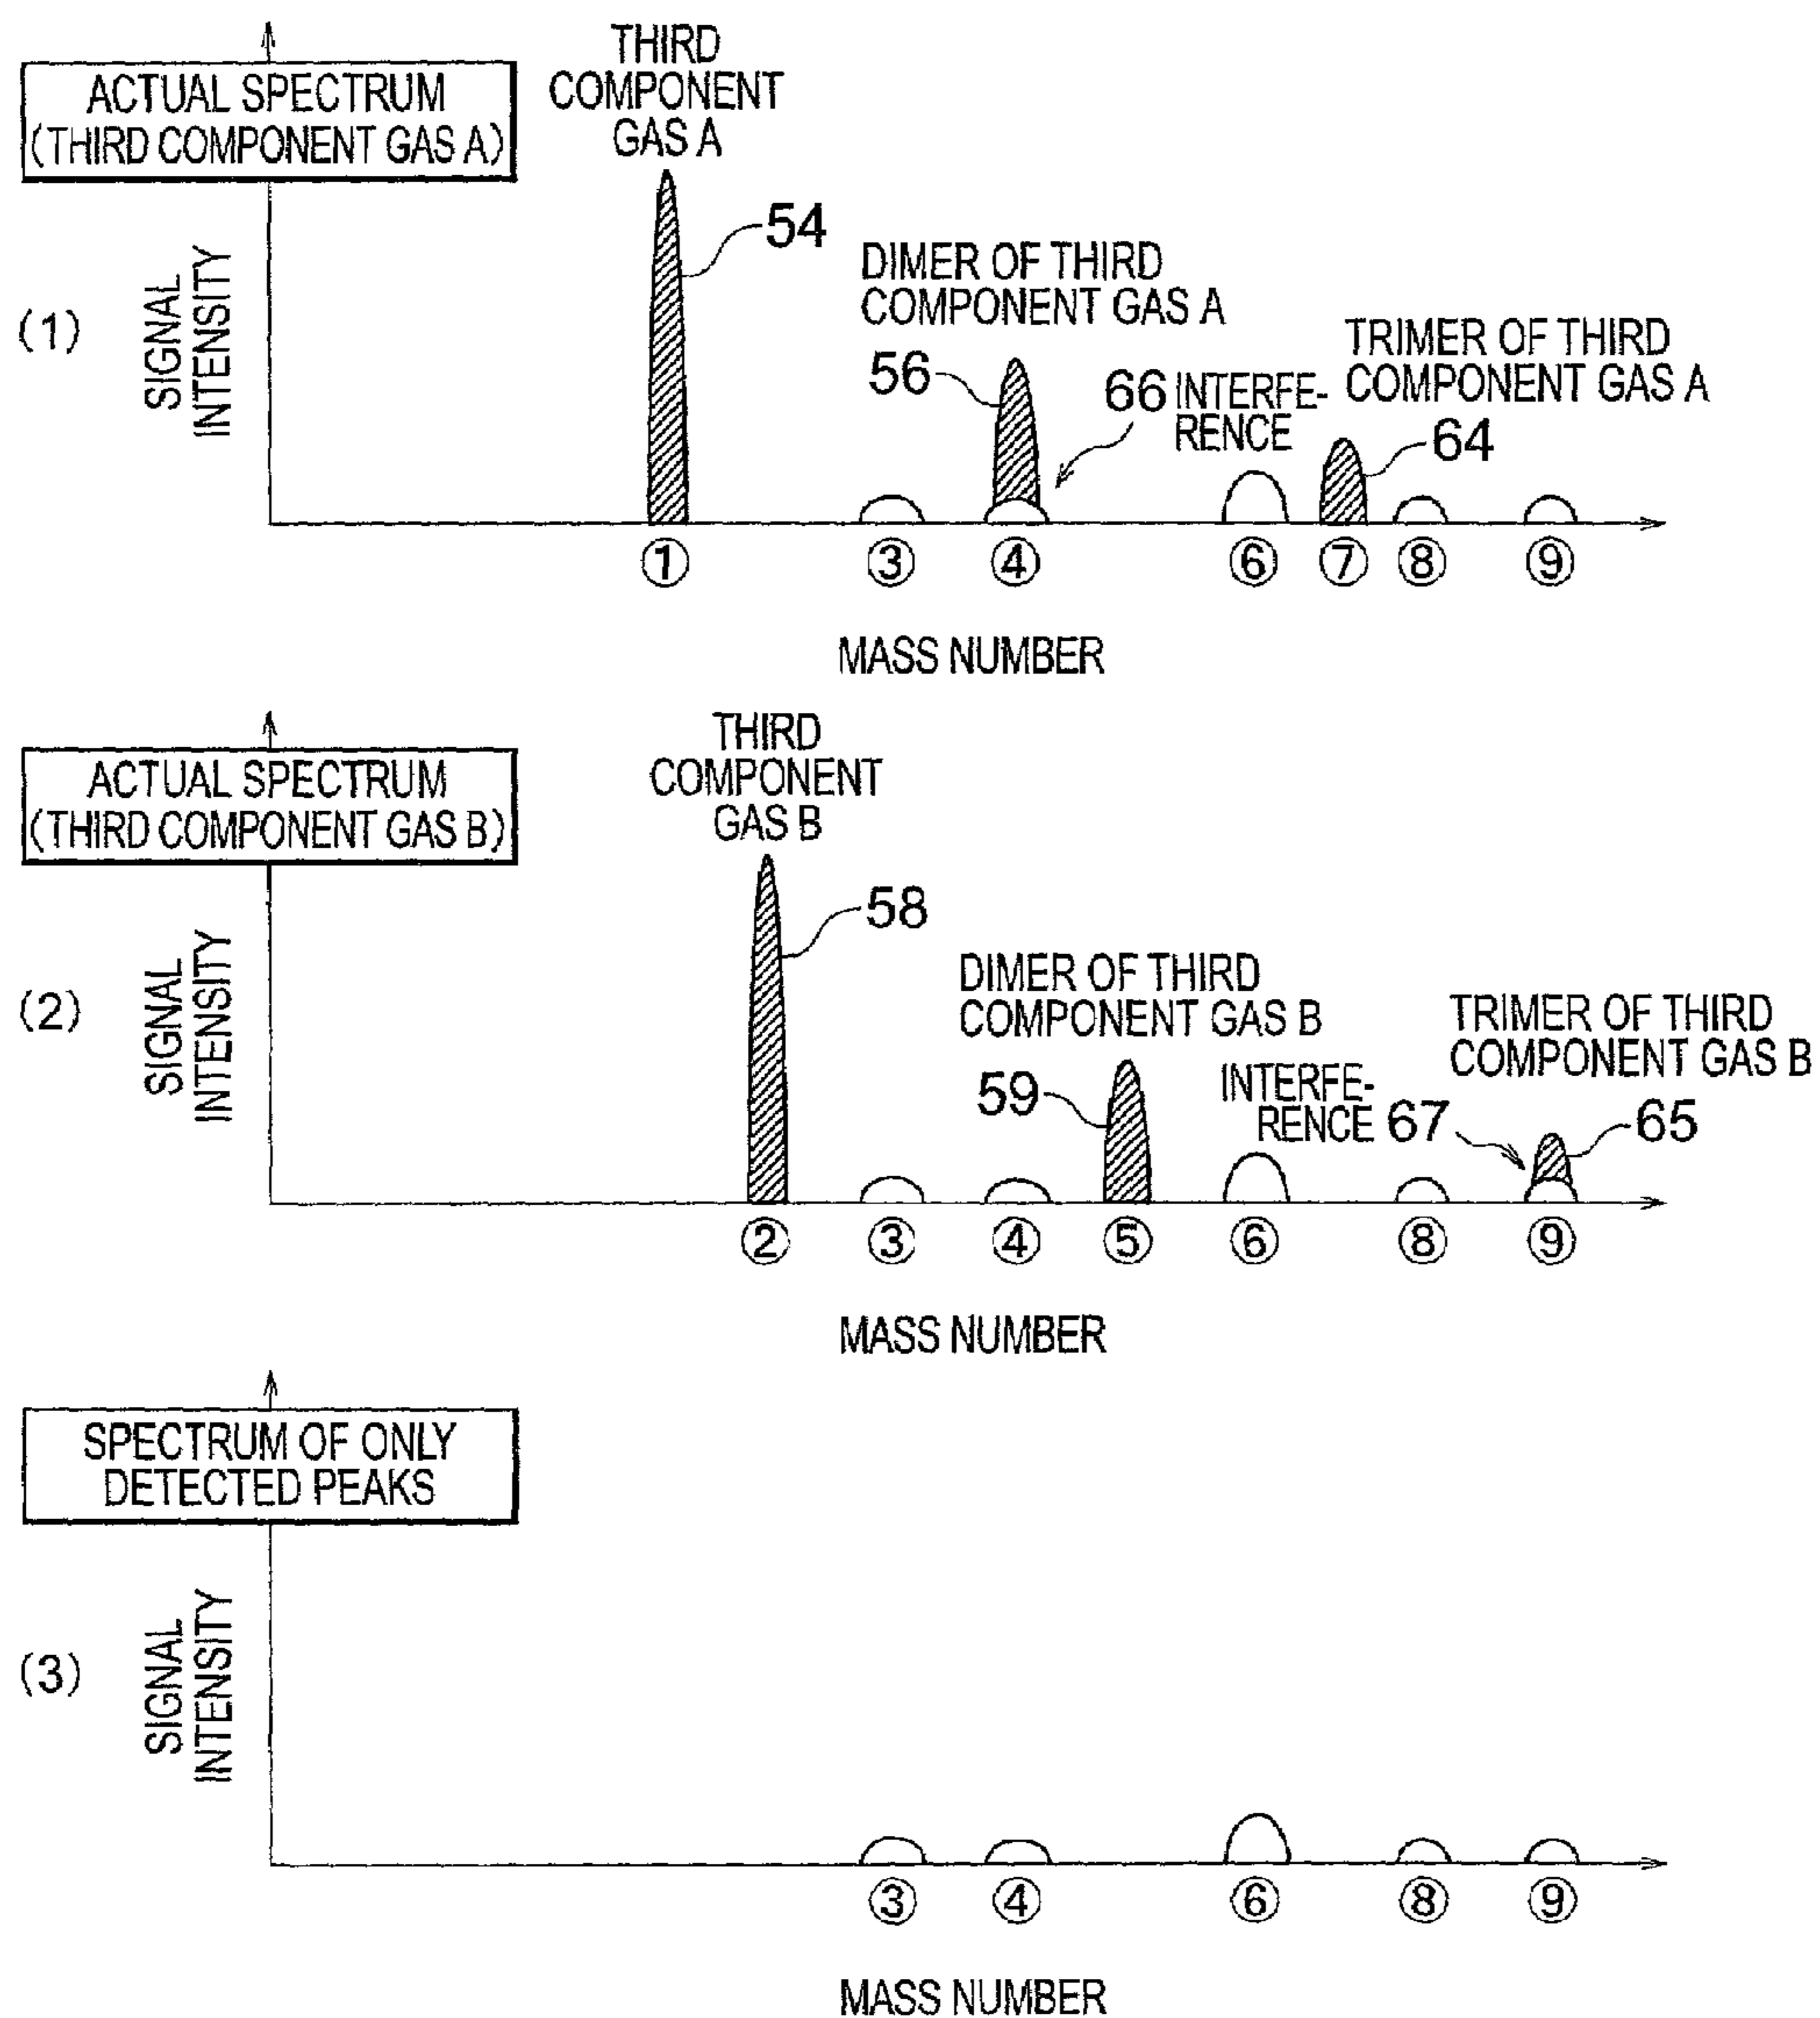 ACTUAL SPECTRUM
(THIRD COMPONENT GAS A)
THIRD
COMPONENT
GAS A
54
(1)
SIGNAL
INTENSITY
DIMER OF THIRD
COMPONENT GAS A
56
66 INTERFE-
RENCE
TRIMER OF THIRD
COMPONENT GAS A
64
① ③ ④ ⑥ ⑦ ⑧ ⑨
MASS NUMBER
ACTUAL SPECTRUM
(THIRD COMPONENT GAS B)
THIRD
COMPONENT
GAS B
58
(2)
SIGNAL
INTENSITY
DIMER OF THIRD
COMPONENT GAS B
59
INTERFE-
RENCE 67
TRIMER OF THIRD
COMPONENT GAS B
65
② ③ ④ ⑤ ⑥ ⑧ ⑨
MASS NUMBER
SPECTRUM OF ONLY
DETECTED PEAKS
(3)
SIGNAL
INTENSITY
③ ④ ⑥ ⑧ ⑨
MASS NUMBER